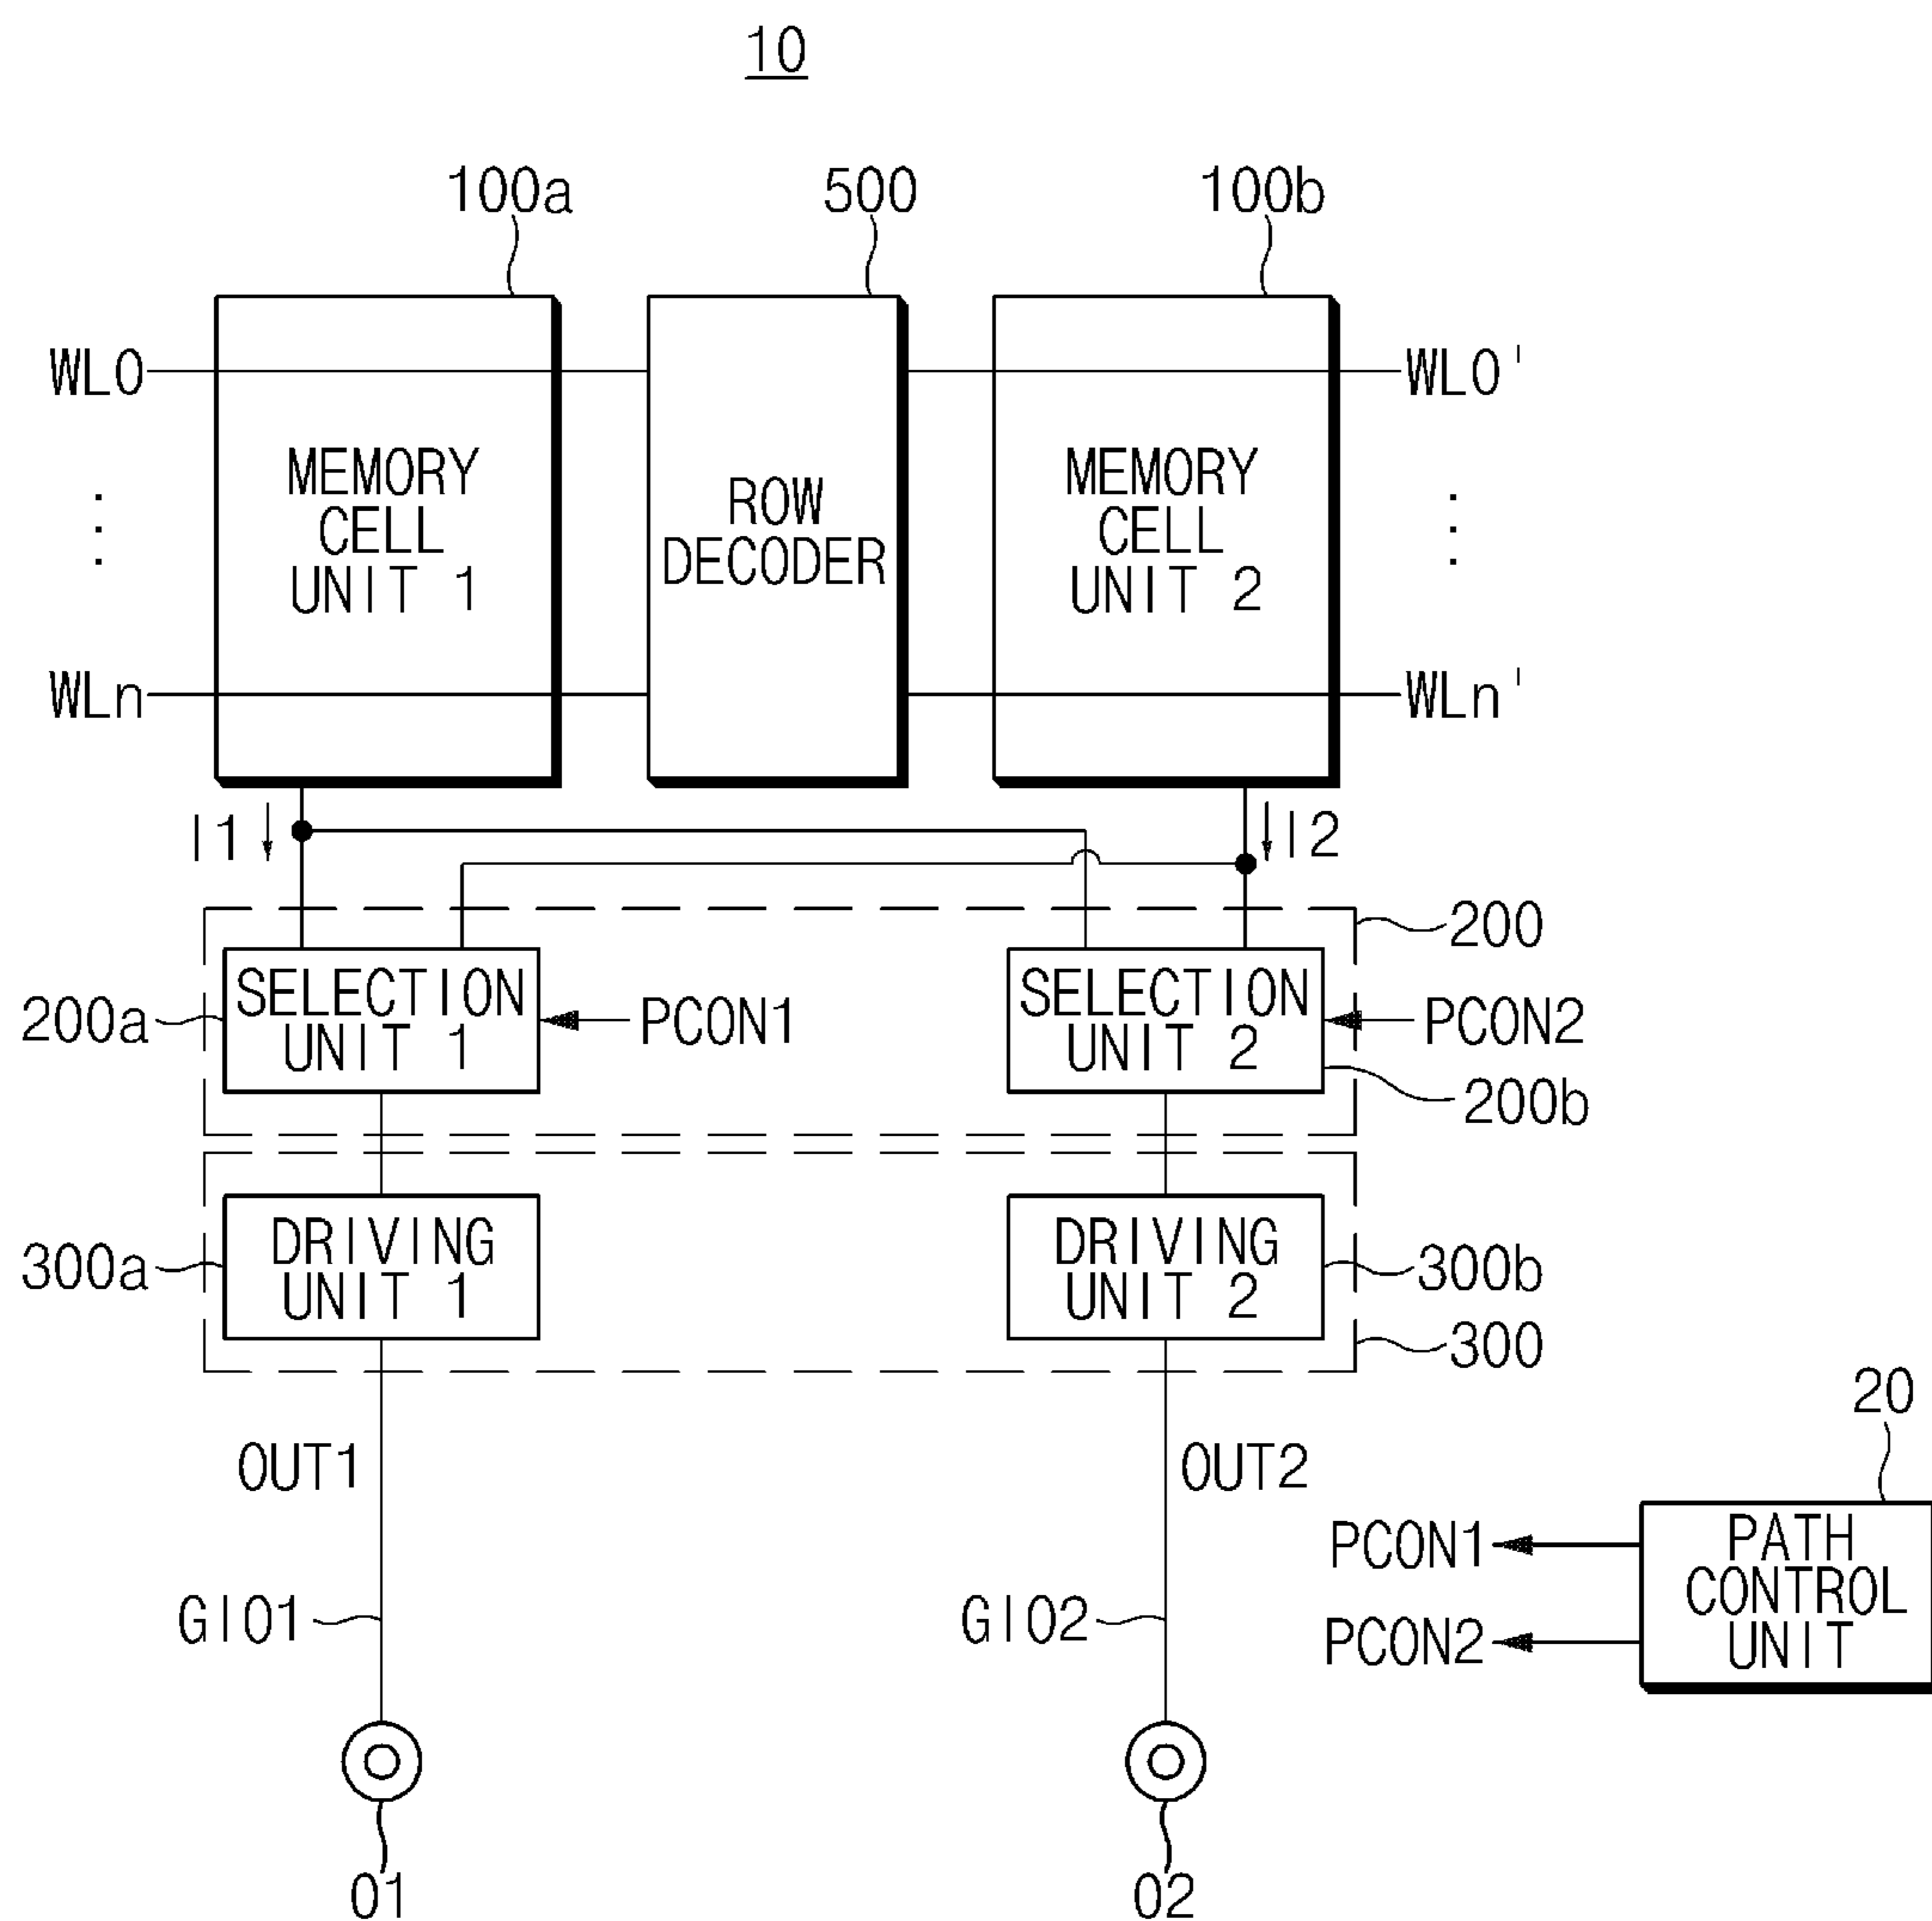 10
100a
500
100b
WL0
WL0'
MEMORY
CELL
UNIT 1
ROW
DECODER
MEMORY
CELL
UNIT 2
WLn
WLn'
I1
I2
200
200a
SELECTION
UNIT 1
PCON1
SELECTION
UNIT 2
PCON2
200b
300a
DRIVING
UNIT 1
DRIVING
UNIT 2
300b
300
20
OUT1
OUT2
PCON1
PCON2
PATH
CONTROL
UNIT
GIO1
GIO2
O1
O2